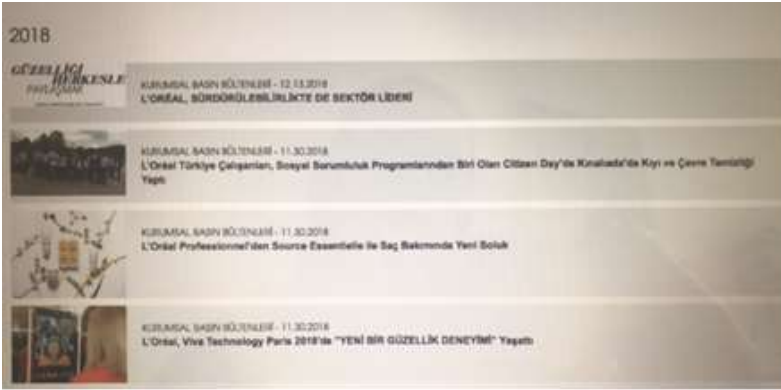 2018
GÜZELLİĞİ
HERKESLE
PAYLAŞMAK
KURUMSAL BASIN BÜLTENLERİ - 12.13.2018
L'ORÉAL, SÜRDÜRÜLEBİLİRLİKTE DE SEKTÖR LİDERİ
KURUMSAL BASIN BÜLTENLERİ - 11.30.2018
L'Oréal Türkiye Çalışanları, Sosyal Sorumluluk Programlarından Biri Olan Citizen Day'de Kınalıada'da Kıyı ve Çevre Temizliği
Yaptı
KURUMSAL BASIN BÜLTENLERİ - 11.30.2018
L'Oréal Professionnel'den Source Essentielle ile Saç Bakımında Yeni Soluk
KURUMSAL BASIN BÜLTENLERİ - 11.30.2018
L'Oréal, Viva Technology Paris 2018'de "YENİ BİR GÜZELLİK DENEYİMİ" Yaşattı